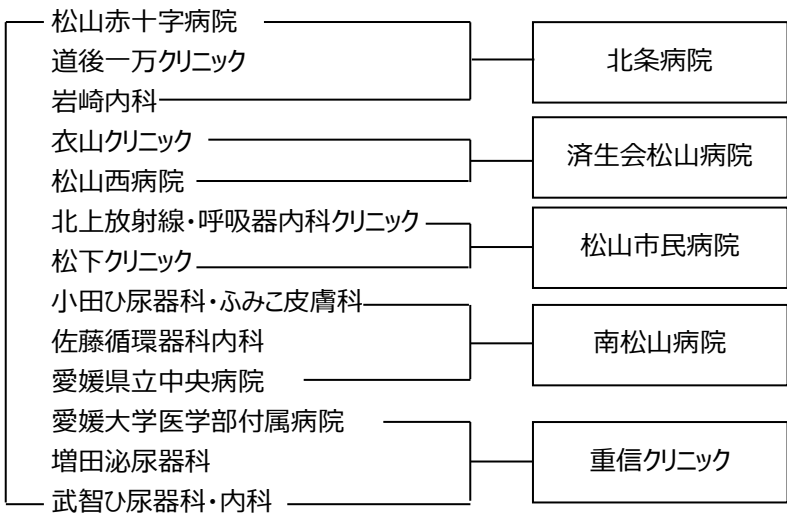 松山赤十字病院
道後一万クリニック
岩崎内科
北条病院
衣山クリニック
松山西病院
済生会松山病院
北上放射線・呼吸器内科クリニック
松下クリニック
松山市民病院
小田ひ尿器科・ふみこ皮膚科
佐藤循環器科内科
愛媛県立中央病院
南松山病院
愛媛大学医学部付属病院
増田泌尿器科
武智ひ尿器科・内科
重信クリニック